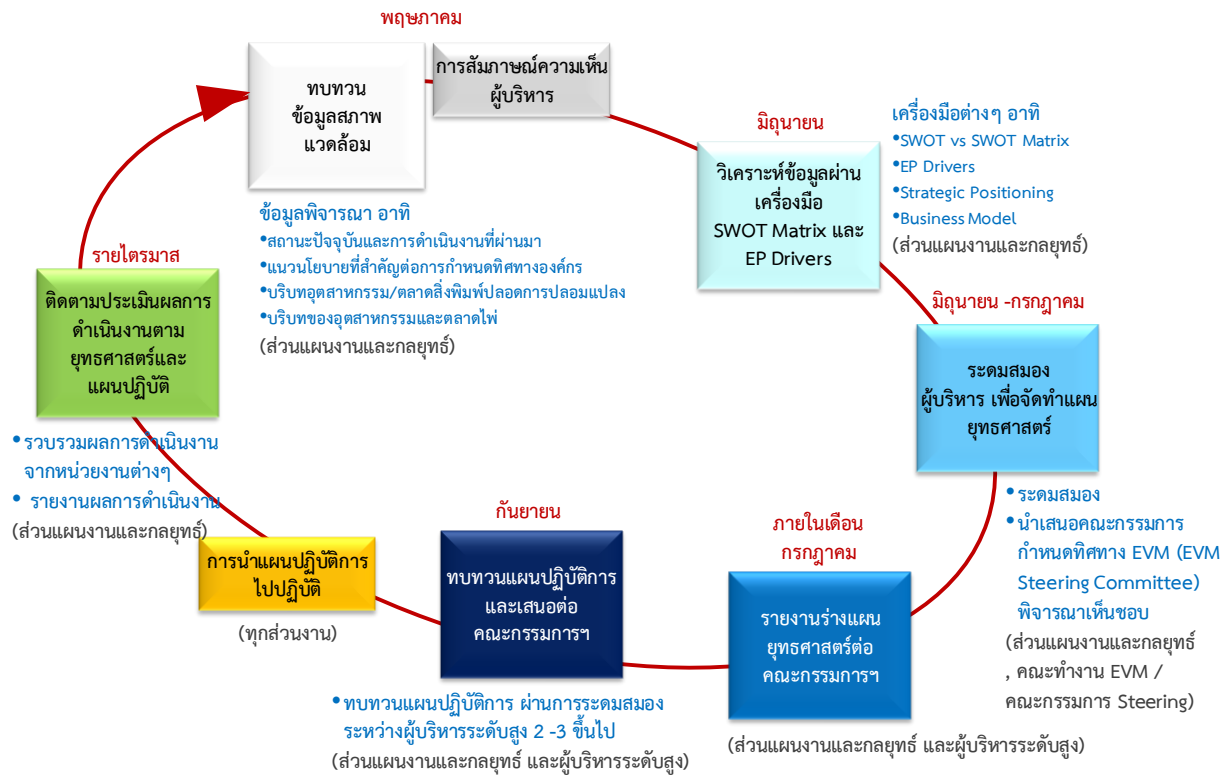 พฤษภาคม
ทบทวน
ข้อมูลสภาพ
แวดล้อม
การสัมภาษณ์ความเห็น
ผู้บริหาร
ข้อมูลพิจารณา อาทิ
•สถานะปัจจุบันและการดำเนินงานที่ผ่านมา
•แนวนโยบายที่สำคัญต่อการกำหนดทิศทางองค์กร
•บริบทอุตสาหกรรม/ตลาดสิ่งพิมพ์ปลอดการปลอมแปลง
•บริบทของอุตสาหกรรมและตลาดไพ่
(ส่วนแผนงานและกลยุทธ์)
มิถุนายน
วิเคราะห์ข้อมูลผ่าน
เครื่องมือ
SWOT Matrix และ
EP Drivers
เครื่องมือต่างๆ อาทิ
•SWOT vs SWOT Matrix
•EP Drivers
•Strategic Positioning
•Business Model
(ส่วนแผนงานและกลยุทธ์)
มิถุนายน -กรกฎาคม
ระดมสมอง
ผู้บริหาร เพื่อจัดทำแผน
ยุทธศาสตร์
• ระดมสมอง
• นำเสนอคณะกรรมการ
กำหนดทิศทาง EVM (EVM
Steering Committee)
พิจารณาเห็นชอบ
(ส่วนแผนงานและกลยุทธ์
, คณะทำงาน EVM /
คณะกรรมการ Steering)
ภายในเดือน
กรกฎาคม
รายงานร่างแผน
ยุทธศาสตร์ต่อ
คณะกรรมการฯ
(ส่วนแผนงานและกลยุทธ์ และผู้บริหารระดับสูง)
กันยายน
ทบทวนแผนปฏิบัติการ
และเสนอต่อ
คณะกรรมการฯ
•ทบทวนแผนปฏิบัติการ ผ่านการระดมสมอง
ระหว่างผู้บริหารระดับสูง 2 -3 ขึ้นไป
(ส่วนแผนงานและกลยุทธ์ และผู้บริหารระดับสูง)
การนำแผนปฏิบัติการ
ไปปฏิบัติ
(ทุกส่วนงาน)
รายไตรมาส
ติดตามประเมินผลการ
ดำเนินงานตาม
ยุทธศาสตร์และ
แผนปฏิบัติ
•รวบรวมผลการดำเนินงาน
จากหน่วยงานต่างๆ
• รายงานผลการดำเนินงาน
(ส่วนแผนงานและกลยุทธ์)